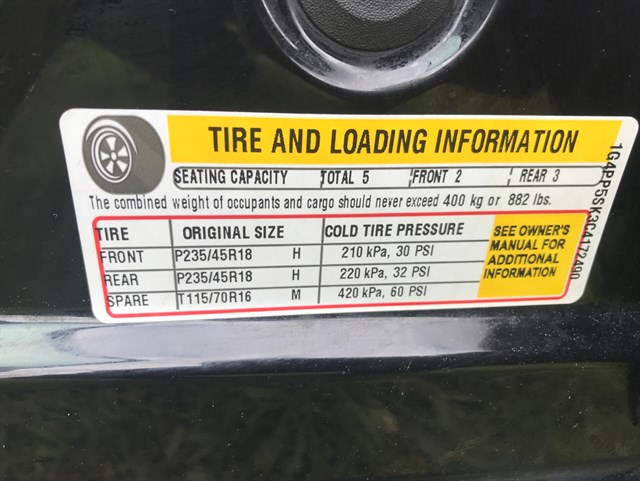 TIRE AND LOADING INFORMATION
SEATING CAPACITY TOTAL 5 FRONT 2 REAR 3
The combined weight of occupants and cargo should never exceed 400 kg or 882 lbs.
TIRE ORIGINAL SIZE COLD TIRE PRESSURE
FRONT P235/45R18 H 210 kPa, 30 PSI
REAR P235/45R18 H 220 kPa, 32 PSI
SPARE T115/70R16 M 420 kPa, 60 PSI
SEE OWNER'S
MANUAL FOR
ADDITIONAL
INFORMATION
1G4PP5SK3C4172490